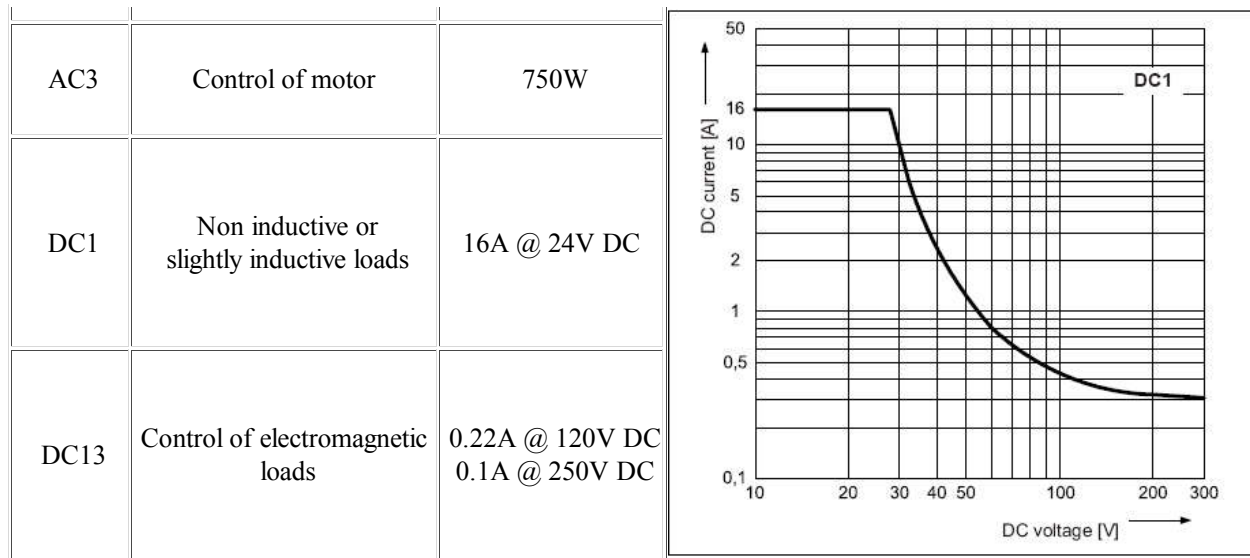 AC3
Control of motor
750W
DC1
Non inductive or
slightly inductive loads
16A @ 24V DC
DC13
Control of electromagnetic
loads
0.22A @ 120V DC
0.1A @ 250V DC
50
DC1
16
10
5
2
1
0,5
0,1
DC current [A]
10 20 30 40 50 100 200 300
DC voltage [V]